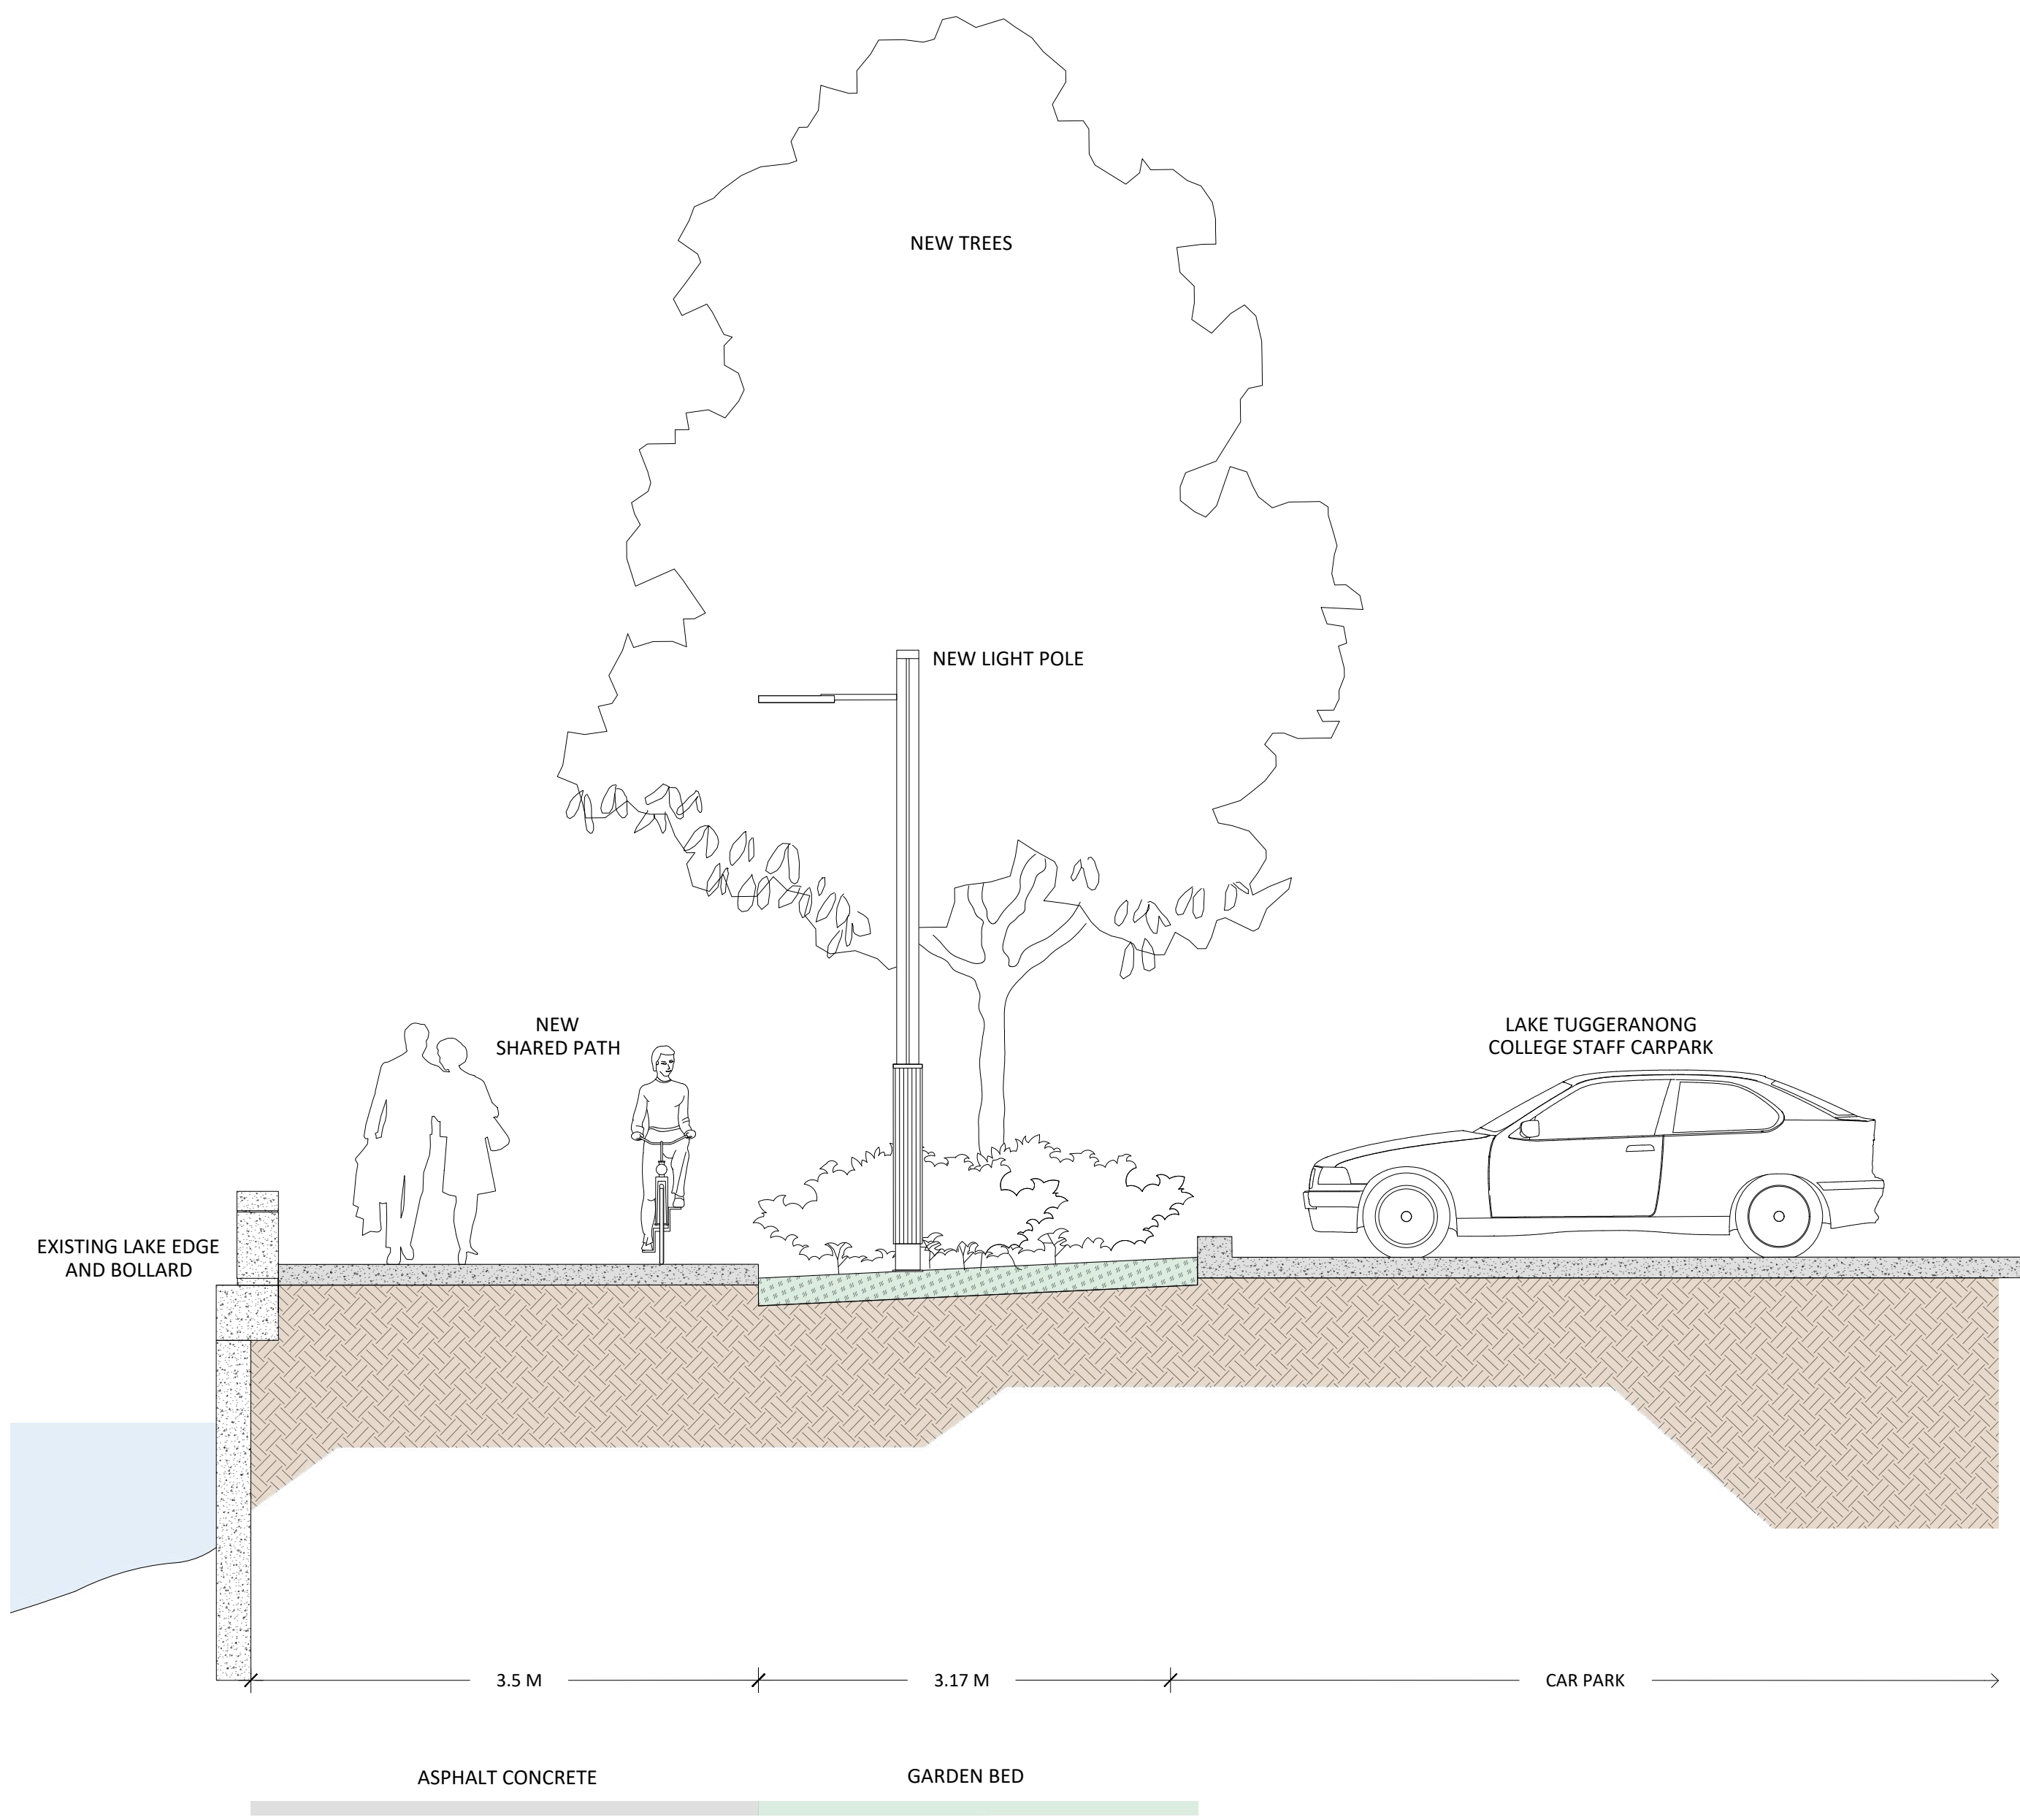 NEW TREES
NEW LIGHT POLE
NEW
SHARED PATH
LAKE TUGGERANONG
COLLEGE STAFF CARPARK
EXISTING LAKE EDGE
AND BOLLARD
3.5 M
3.17 M
CAR PARK
ASPHALT CONCRETE
GARDEN BED